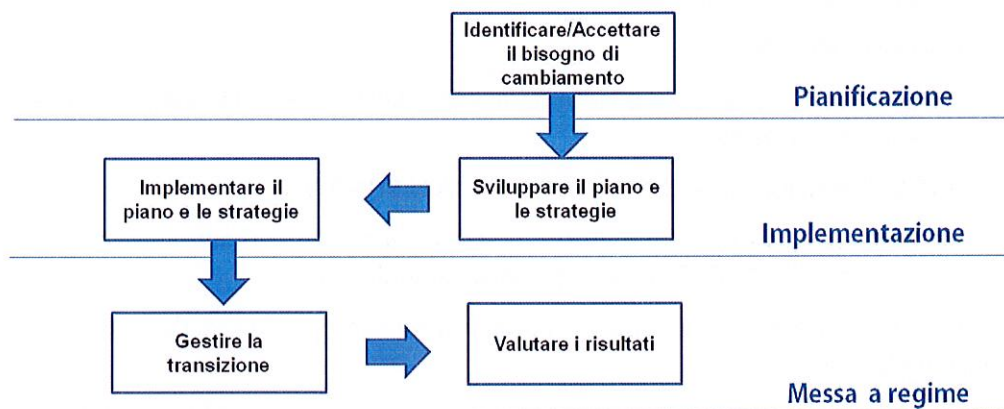 Identificare/Accettare
il bisogno di
cambiamento
Pianificazione
Implementare il
piano e le strategie
Sviluppare il piano e
le strategie
Implementazione
Gestire la
transizione
Valutare i risultati
Messa a regime